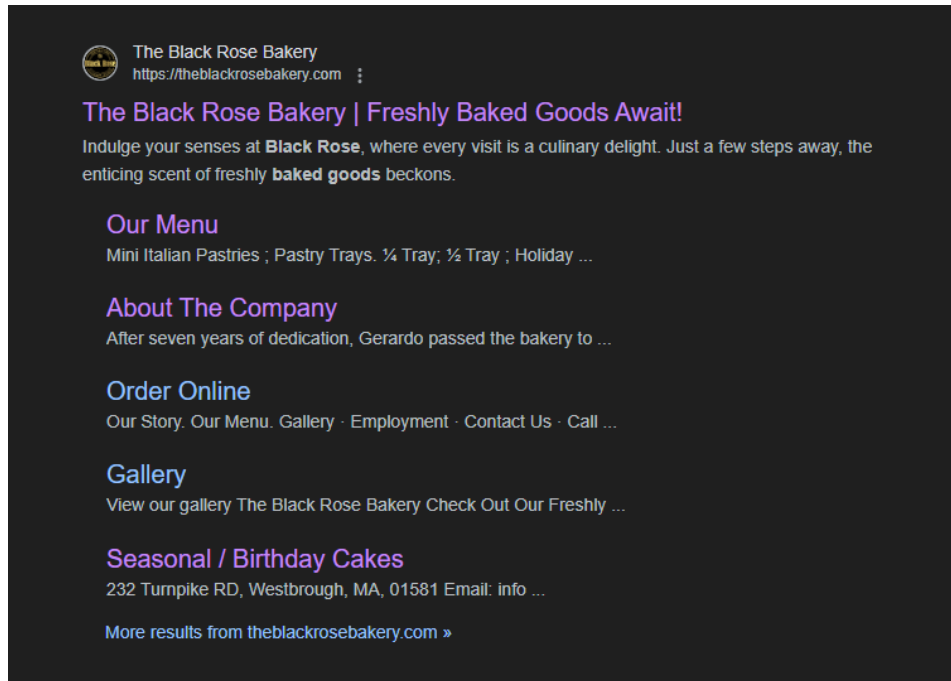 The Black Rose Bakery
https://theblackrosebakery.com
The Black Rose Bakery | Freshly Baked Goods Await!
Indulge your senses at Black Rose, where every visit is a culinary delight. Just a few steps away, the
enticing scent of freshly baked goods beckons.
Our Menu
Mini Italian Pastries ; Pastry Trays. ¼ Tray; ½ Tray ; Holiday ...
About The Company
After seven years of dedication, Gerardo passed the bakery to ...
Order Online
Our Story. Our Menu. Gallery · Employment · Contact Us · Call ...
Gallery
View our gallery The Black Rose Bakery Check Out Our Freshly ...
Seasonal / Birthday Cakes
232 Turnpike RD, Westbrough, MA, 01581 Email: info ...
More results from theblackrosebakery.com »